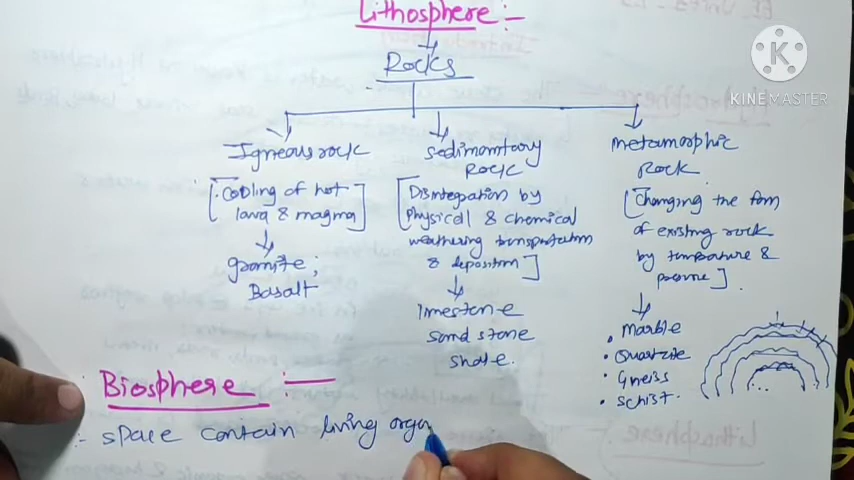 Lithosphere :-
Rocks
Igneous rock
[cooling of hot
lava & magma]
granite;
Basalt
sedimomtary
Rock
[Disintegration by
physical & chemical
weathering transportation
& deposition]
limestone
sand stone
shale.
metamorphic
Rock
[changing the form
of existing rock
by temperature &
pressure].
• marble
• Quartzite
• Gneiss
• schist.
Biosphere :-
:- space contain living orga
KINEMASTER